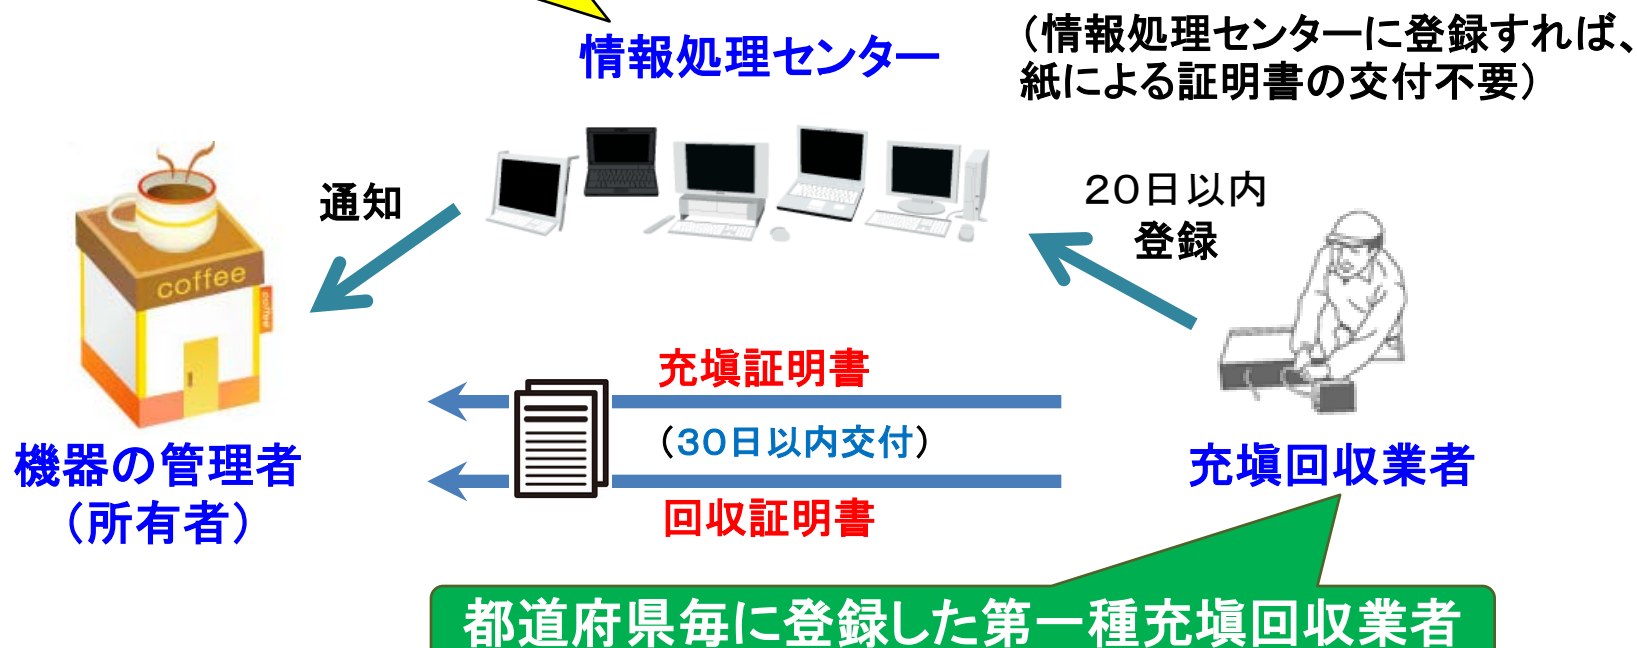 情報処理センター
（情報処理センターに登録すれば、
紙による証明書の交付不要）
通知
２０日以内
登録
coffee
coffee
充塡証明書
（３０日以内交付）
回収証明書
機器の管理者
（所有者）
充塡回収業者
都道府県毎に登録した第一種充塡回収業者